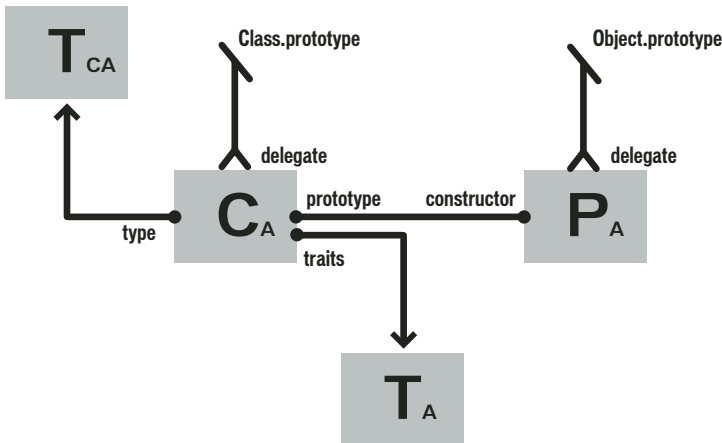 T CA
Class.prototype
Object.prototype
delegate
delegate
C A
prototype
constructor
P A
type
traits
T A